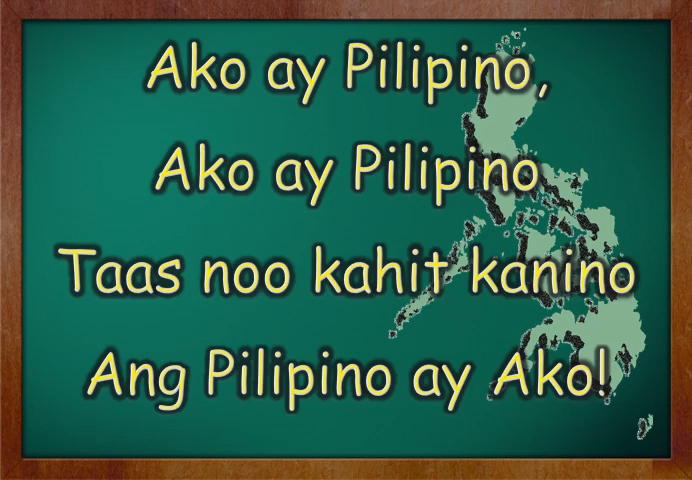 Ako ay Pilipino,
Ako ay Pilipino
Taas noo kahit kanino
Ang Pilipino ay Ako!